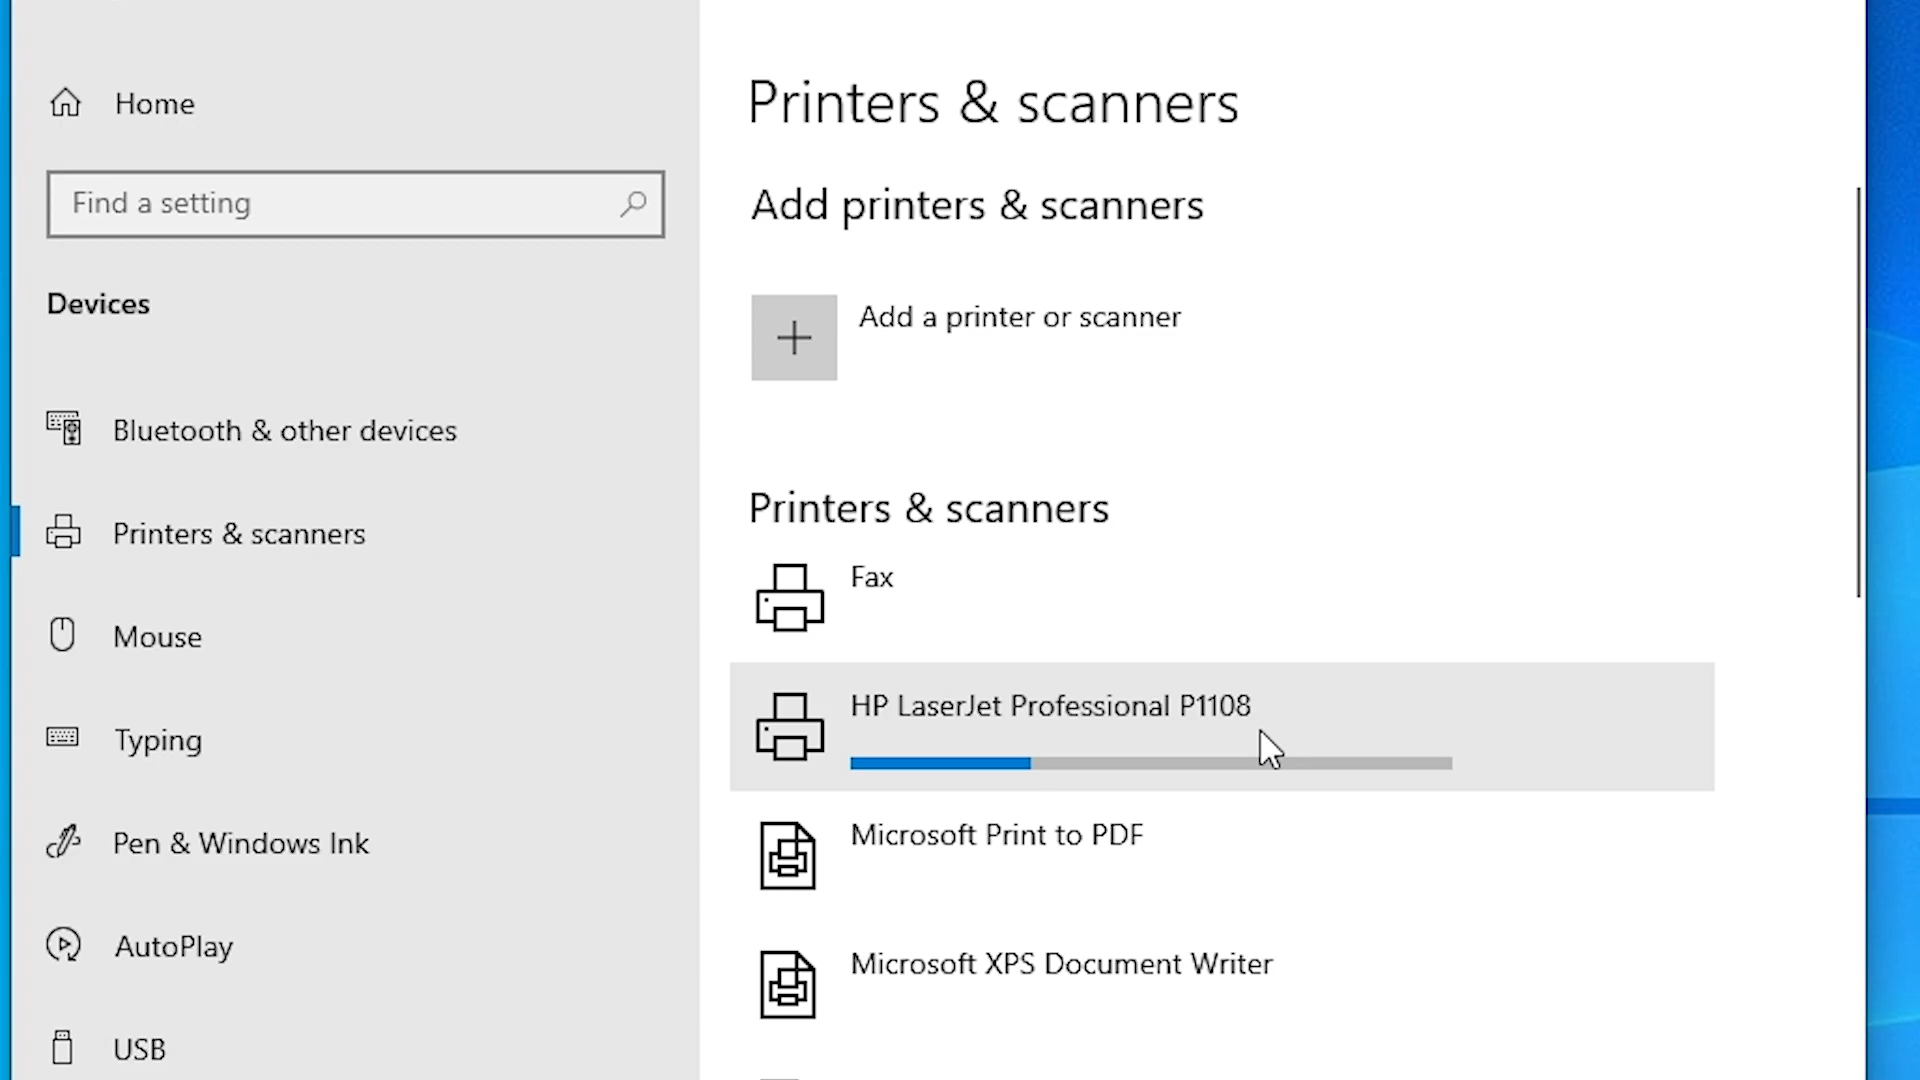 Home
Find a setting
Devices
Bluetooth & other devices
Printers & scanners
Mouse
Typing
Pen & Windows Ink
AutoPlay
USB
Printers & scanners
Add printers & scanners
Add a printer or scanner
Printers & scanners
Fax
HP LaserJet Professional P1108
Microsoft Print to PDF
Microsoft XPS Document Writer